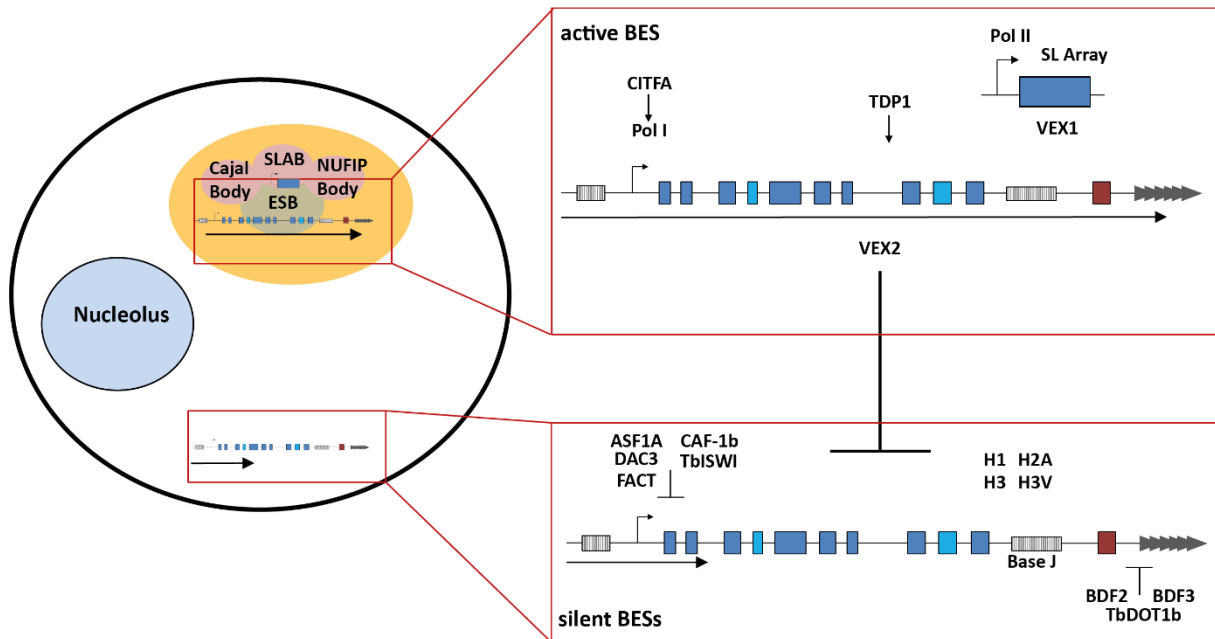 active BES
Pol II
SL Array
VEX1
CITFA
Pol I
TDP1
VEX2
Cajal
Body
SLAB
NUFIP
Body
ESB
Nucleolus
ASF1A
DAC3
FACT
CAF-1b
TbISWI
H1 H2A
H3 H3V
Base J
BDF2 BDF3
TbDOT1b
silent BESs